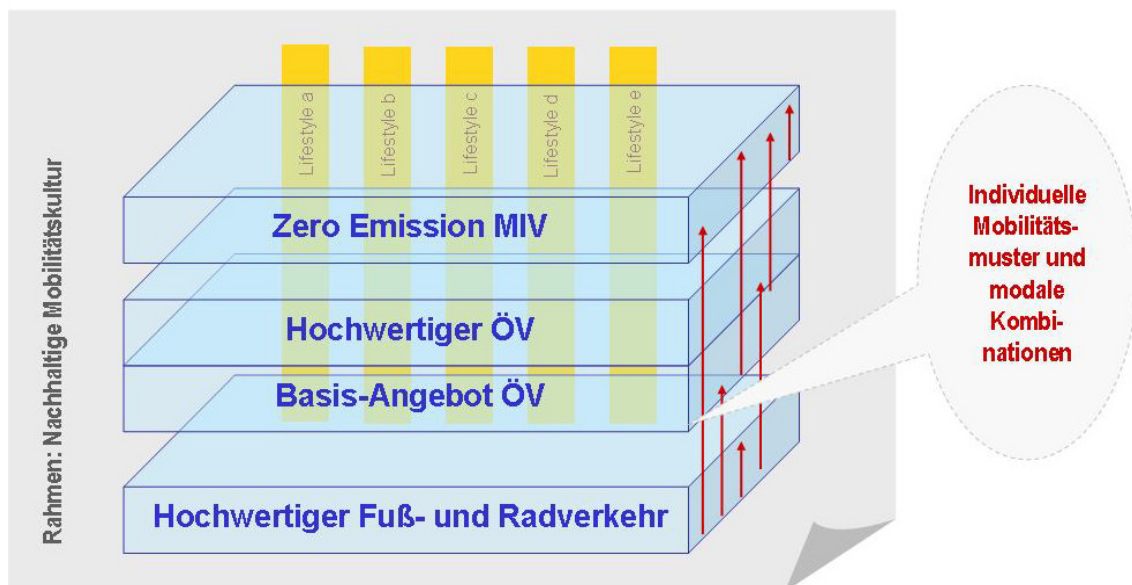 Rahmen: Nachhaltige Mobilitätskultur
Lifestyle a
Lifestyle b
Lifestyle c
Lifestyle d
Lifestyle e
Zero Emission MIV
Hochwertiger ÖV
Basis-Angebot ÖV
Hochwertiger Fuß- und Radverkehr
Individuelle
Mobilitäts-
muster und
modale
Kombi-
nationen